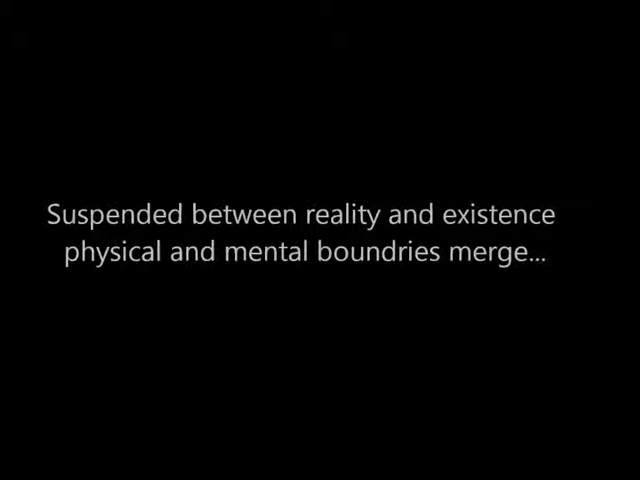 Suspended between reality and existence
physical and mental boundries merge...